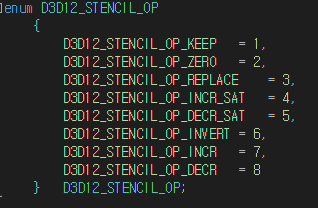 enum D3D12_STENCIL_OP
{
D3D12_STENCIL_OP_KEEP = 1,
D3D12_STENCIL_OP_ZERO = 2,
D3D12_STENCIL_OP_REPLACE = 3,
D3D12_STENCIL_OP_INCR_SAT = 4,
D3D12_STENCIL_OP_DECR_SAT = 5,
D3D12_STENCIL_OP_INVERT = 6,
D3D12_STENCIL_OP_INCR = 7,
D3D12_STENCIL_OP_DECR = 8
} D3D12_STENCIL_OP;